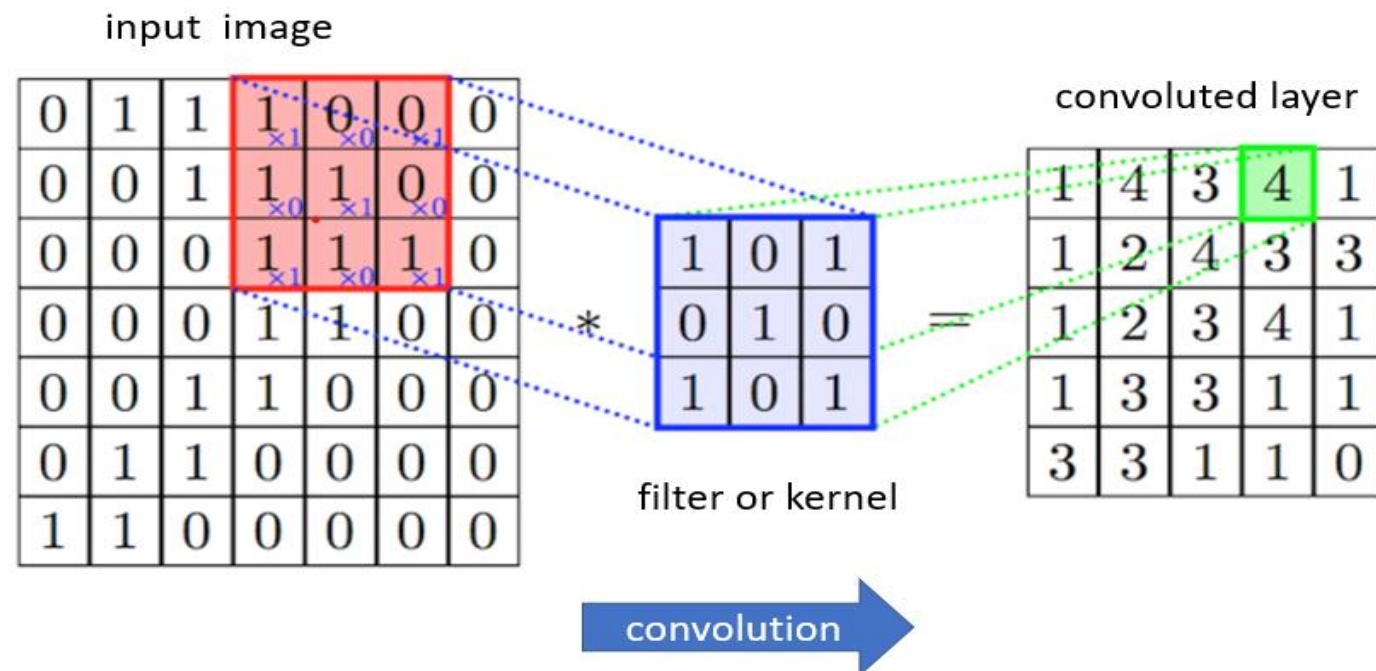 input image
0 1 1 1×1 0×0 0×1 0
0 0 1 1×0 1×1 0×0 0
0 0 0 1×1 1×0 1×1 0
0 0 0 1 1 0 0
0 0 1 1 0 0 0
0 1 1 0 0 0 0
1 1 0 0 0 0 0
*
1 0 1
0 1 0
1 0 1
filter or kernel
=
convoluted layer
1 4 3 4 1
1 2 4 3 3
1 2 3 4 1
1 3 3 1 1
3 3 1 1 0
convolution